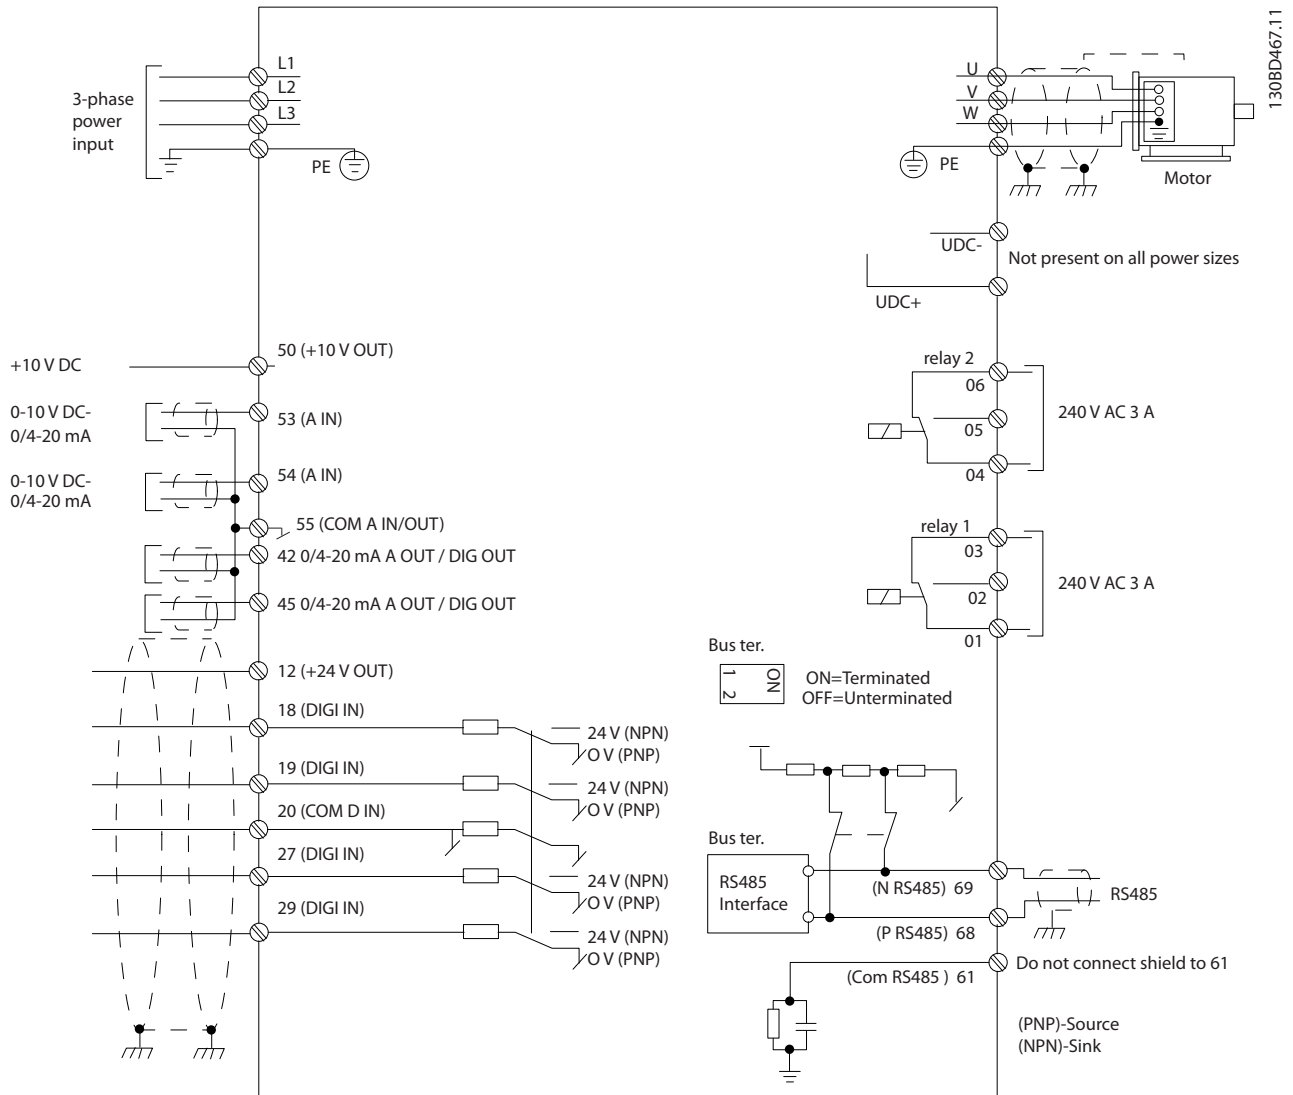 130BD467.11
L1
L2
L3
3-phase
power
input
PE
U
V
W
PE
Motor
UDC-
Not present on all power sizes
UDC+
50 (+10 V OUT)
+10 V DC
0-10 V DC-
0/4-20 mA
53 (A IN)
0-10 V DC-
0/4-20 mA
54 (A IN)
55 (COM A IN/OUT)
42 0/4-20 mA A OUT / DIG OUT
45 0/4-20 mA A OUT / DIG OUT
12 (+24 V OUT)
18 (DIGI IN)
24 V (NPN)
O V (PNP)
19 (DIGI IN)
24 V (NPN)
O V (PNP)
20 (COM D IN)
27 (DIGI IN)
24 V (NPN)
O V (PNP)
29 (DIGI IN)
24 V (NPN)
O V (PNP)
relay 2
06
05
04
240 V AC 3 A
relay 1
03
02
01
240 V AC 3 A
Bus ter.
1
2
ON
ON=Terminated
OFF=Unterminated
Bus ter.
RS485
Interface
(N RS485) 69
RS485
(P RS485) 68
(Com RS485 ) 61
Do not connect shield to 61
(PNP)-Source
(NPN)-Sink